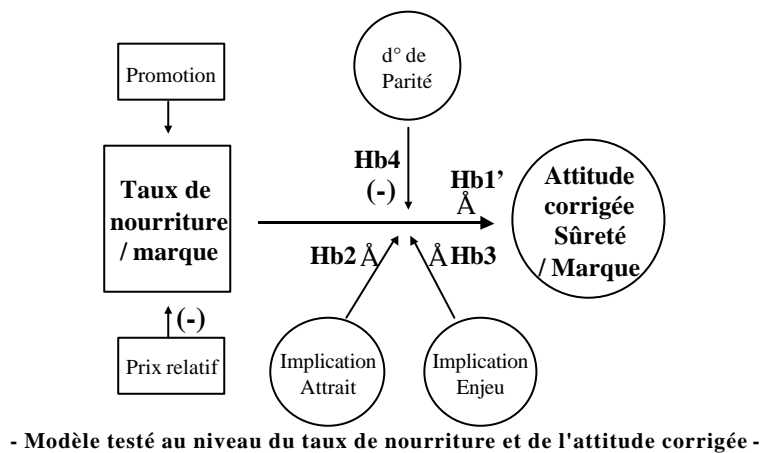 Promotion
d° de
Parité
Hb4
(-)
Hb1’
Å
Taux de
nourriture
/ marque
Attitude
corrigée
Sûreté
/ Marque
Hb2 Å
Å Hb3
(-)
Prix relatif
Implication
Attrait
Implication
Enjeu
- Modèle testé au niveau du taux de nourriture et de l'attitude corrigée -